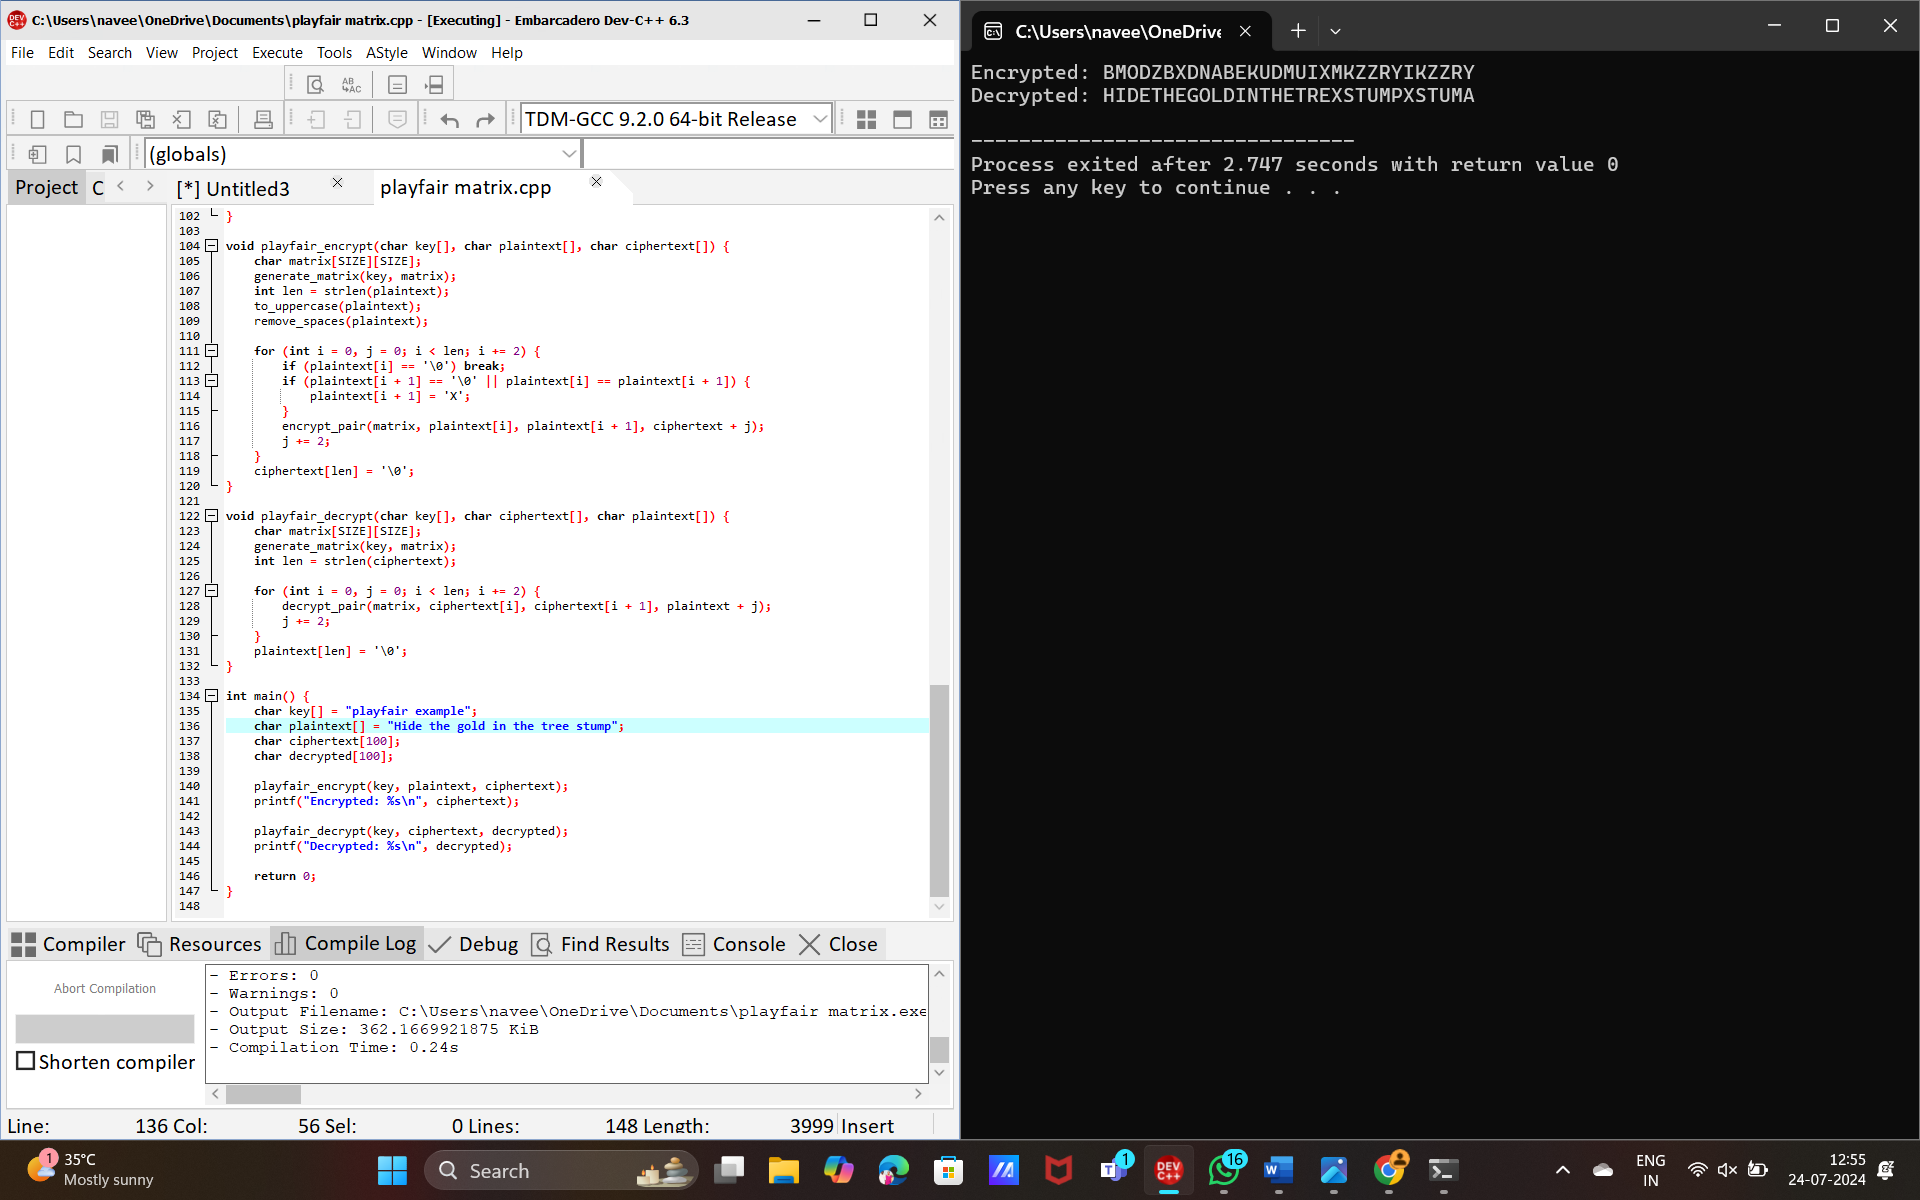 C:\Users\navee\OneDrive\Documents\playfair matrix.cpp - [Executing] - Embarcadero Dev-C++ 6.3
File Edit Search View Project Execute Tools AStyle Window Help
TDM-GCC 9.2.0 64-bit Release
(globals)
Project C
[*] Untitled3
playfair matrix.cpp
102 }
103
104 void playfair_encrypt(char key[], char plaintext[], char ciphertext[]) {
105 char matrix[SIZE][SIZE];
106 generate_matrix(key, matrix);
107 int len = strlen(plaintext);
108 to_uppercase(plaintext);
109 remove_spaces(plaintext);
110
111 for (int i = 0, j = 0; i < len; i += 2) {
112 if (plaintext[i] == '\0') break;
113 if (plaintext[i + 1] == '\0' || plaintext[i] == plaintext[i + 1]) {
114 plaintext[i + 1] = 'X';
115 }
116 encrypt_pair(matrix, plaintext[i], plaintext[i + 1], ciphertext + j);
117 j += 2;
118 }
119 ciphertext[len] = '\0';
120 }
121
122 void playfair_decrypt(char key[], char ciphertext[], char plaintext[]) {
123 char matrix[SIZE][SIZE];
124 generate_matrix(key, matrix);
125 int len = strlen(ciphertext);
126
127 for (int i = 0, j = 0; i < len; i += 2) {
128 decrypt_pair(matrix, ciphertext[i], ciphertext[i + 1], plaintext + j);
129 j += 2;
130 }
131 plaintext[len] = '\0';
132 }
133
134 int main() {
135 char key[] = "playfair example";
136 char plaintext[] = "Hide the gold in the tree stump";
137 char ciphertext[100];
138 char decrypted[100];
139
140 playfair_encrypt(key, plaintext, ciphertext);
141 printf("Encrypted: %s\n", ciphertext);
142
143 playfair_decrypt(key, ciphertext, decrypted);
144 printf("Decrypted: %s\n", decrypted);
145
146 return 0;
147 }
148
Compiler Resources Compile Log Debug Find Results Console Close
Abort Compilation
Shorten compiler
- Errors: 0
- Warnings: 0
- Output Filename: C:\Users\navee\OneDrive\Documents\playfair matrix.exe
- Output Size: 362.1669921875 KiB
- Compilation Time: 0.24s
Line: 136 Col: 56 Sel: 0 Lines: 148 Length: 3999 Insert
C:\Users\navee\OneDrive
Encrypted: BMODZBXDNABEKUDMUIXMKZZRYIKZZRY
Decrypted: HIDETHEGOLDINTHETREXSTUMPXSTUMA
--------------------------------
Process exited after 2.747 seconds with return value 0
Press any key to continue . . .
1
35°C
Mostly sunny
Search
1
DEV C++
16
ENG
IN
12:55
24-07-2024